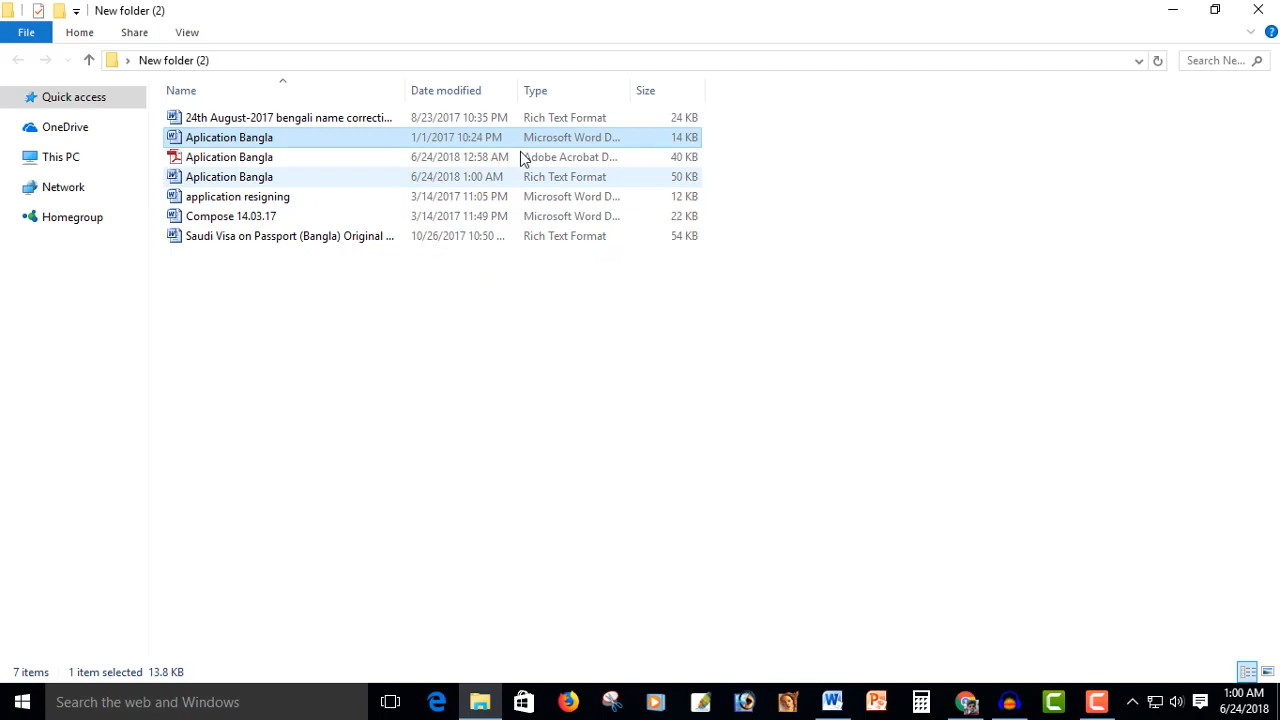 New folder (2)
File Home Share View
New folder (2) Search Ne...
Name Date modified Type Size
Quick access
OneDrive
This PC
Network
Homegroup
24th August-2017 bengali name correcti... 8/23/2017 10:35 PM Rich Text Format 24 KB
Aplication Bangla 1/1/2017 10:24 PM Microsoft Word D... 14 KB
Aplication Bangla 6/24/2018 12:58 AM Adobe Acrobat D... 40 KB
Aplication Bangla 6/24/2018 1:00 AM Rich Text Format 50 KB
application resigning 3/14/2017 11:05 PM Microsoft Word D... 12 KB
Compose 14.03.17 3/14/2017 11:49 PM Microsoft Word D... 22 KB
Saudi Visa on Passport (Bangla) Original ... 10/26/2017 10:50 ... Rich Text Format 54 KB
7 items 1 item selected 13.8 KB
Search the web and Windows
1:00 AM
6/24/2018